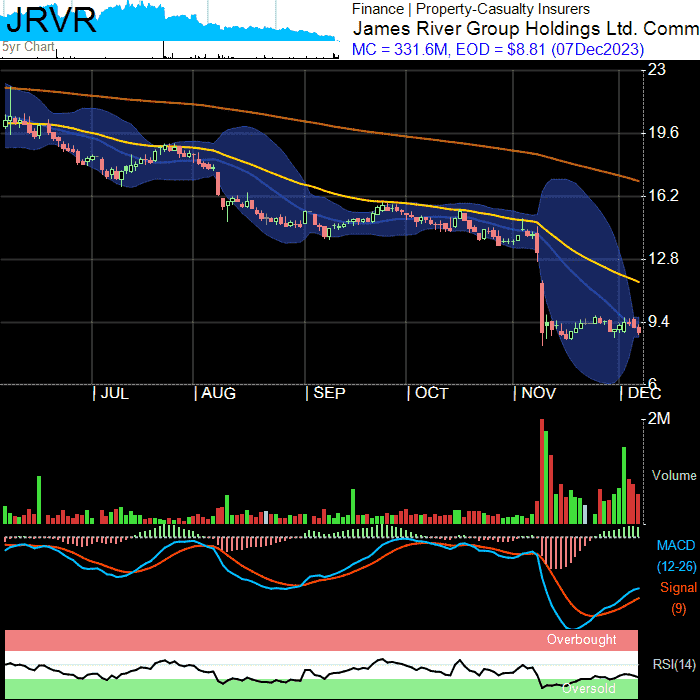 JRVR
5yr Chart
Finance | Property-Casualty Insurers
James River Group Holdings Ltd. Comm
MC = 331.6M, EOD = $8.81 (07Dec2023)
23
19.6
16.2
12.8
9.4
6
JUL
AUG
SEP
OCT
NOV
DEC
2M
Volume
MACD
(12-26)
Signal
(9)
Overbought
RSI(14)
Oversold